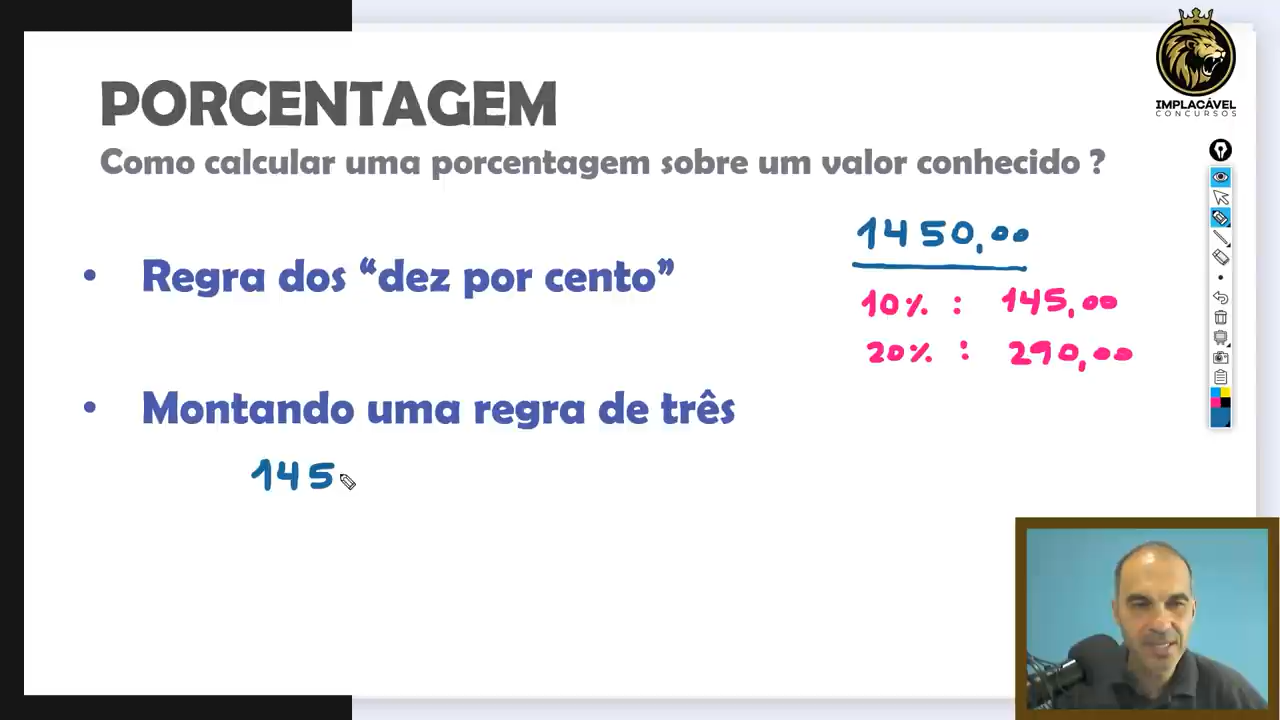 IMPLACÁVEL
CONCURSOS
PORCENTAGEM
Como calcular uma porcentagem sobre um valor conhecido ?
1450,00
• Regra dos “dez por cento”
10% : 145,00
20% : 290,00
• Montando uma regra de três
145